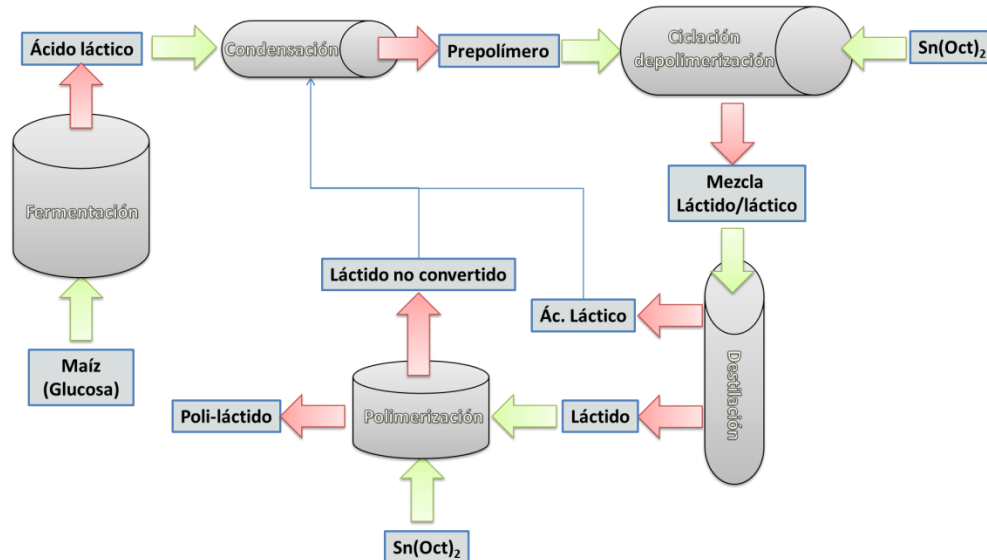 Ácido láctico
Condensación
Prepolímero
Ciclación
depolimerización
Sn(Oct)₂
Fermentación
Mezcla
Láctido/láctico
Láctido no convertido
Ác. Láctico
Maíz
(Glucosa)
Destilación
Poli-láctido
Polimerización
Láctido
Sn(Oct)₂